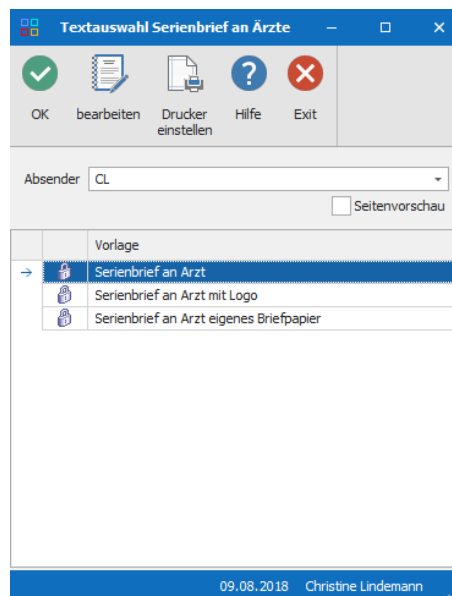 Textauswahl Serienbrief an Ärzte
OK bearbeiten Drucker einstellen Hilfe Exit
Absender CL
Seitenvorschau
Vorlage
Serienbrief an Arzt
Serienbrief an Arzt mit Logo
Serienbrief an Arzt eigenes Briefpapier
09.08.2018 Christine Lindemann